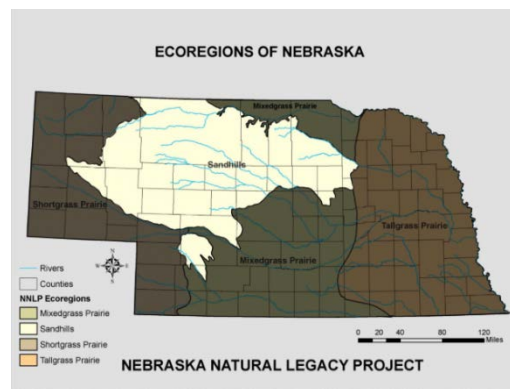 ECOREGIONS OF NEBRASKA
Mixedgrass Prairie
Sandhills
Shortgrass Prairie
Tallgrass Prairie
Mixedgrass Prairie
N
Rivers
Counties
NNLP Ecoregions
Mixedgrass Prairie
Sandhills
Shortgrass Prairie
Tallgrass Prairie
0 20 40 80 120
Miles
NEBRASKA NATURAL LEGACY PROJECT